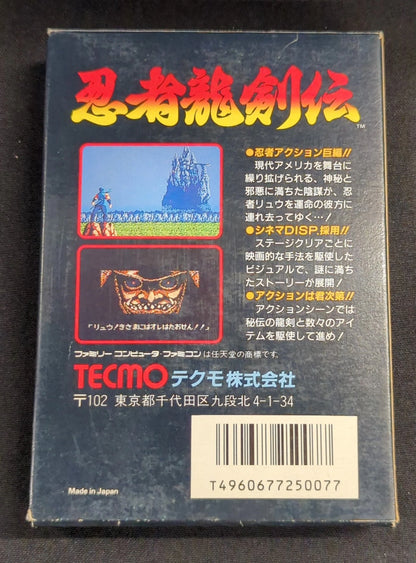 忍者龍剣伝
TM
●忍者アクション巨編!!
現代アメリカを舞台に
繰り拡げられる、神秘と
邪悪に満ちた陰謀が、忍
者リュウを運命の彼方に
連れ去ってゆく…!
●シネマDISP.採用!!
ステージクリアごとに
映画的な手法を駆使した
ビジュアルで、謎に満ち
たストーリーが展開!
●アクションは君次第!!
アクションシーンでは
秘伝の龍剣と数々のアイ
テムを駆使して進め!
「リュウ!きさまにはオレはたおせん!!」
ファミリー コンピュータ・ファミコン は任天堂の商標です.
TECMO テクモ株式会社
〒102 東京都千代田区九段北 4-1-34
Made in Japan
T4960677250077